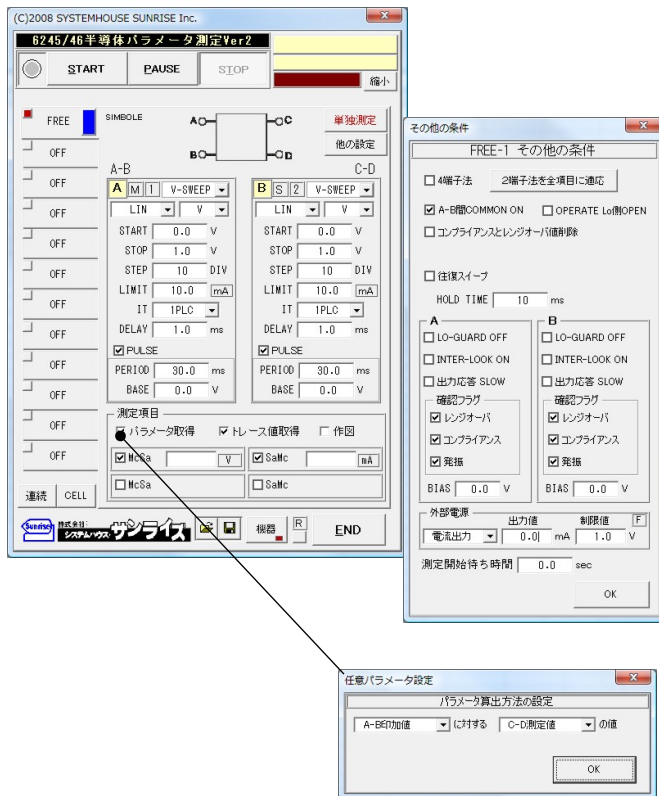 (C)2008 SYSTEMHOUSE SUNRISE Inc.
6245/46半導体パラメータ測定Ver2
START PAUSE STOP
縮小
FREE SIMBOLE A C 単独測定
OFF B D 他の設定
OFF A-B C-D
A M 1 V-SWEEP B S 2 V-SWEEP
OFF LIN V LIN V
OFF START 0.0 V START 0.0 V
STOP 1.0 V STOP 1.0 V
OFF STEP 10 DIV STEP 10 DIV
LIMIT 10.0 mA LIMIT 10.0 mA
OFF IT 1PLC IT 1PLC
OFF DELAY 1.0 ms DELAY 1.0 ms
PULSE PULSE
OFF PERIOD 30.0 ms PERIOD 30.0 ms
OFF BASE 0.0 V BASE 0.0 V
測定項目
OFF パラメータ取得 トレース値取得 作図
OFF McSa V SaMc mA
McSa SaMc
連続 CELL
Sunrise 株式会社 システムハウス サンライズ 機器 R END
その他の条件
FREE-1 その他の条件
4端子法 2端子法を全項目に適応
A-B間COMMON ON OPERATE Lo側OPEN
コンプライアンスとレンジオーバ値削除
往復スイープ
HOLD TIME 10 ms
A B
LO-GUARD OFF LO-GUARD OFF
INTER-LOOK ON INTER-LOOK ON
出力応答 SLOW 出力応答 SLOW
確認フラグ 確認フラグ
レンジオーバ レンジオーバ
コンプライアンス コンプライアンス
発振 発振
BIAS 0.0 V BIAS 0.0 V
外部電源 出力値 制限値 F
電流出力 0.0 mA 1.0 V
測定開始待ち時間 0.0 sec
OK
任意パラメータ設定
パラメータ算出方法の設定
A-B印加値 に対する C-D測定値 の値
OK